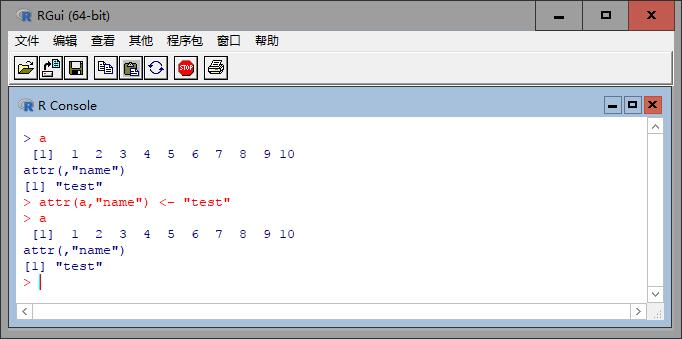 RGui (64-bit)
文件 编辑 查看 其他 程序包 窗口 帮助
STOP
R Console
> a
 [1]  1  2  3  4  5  6  7  8  9 10
attr(,"name")
[1] "test"
> attr(a,"name") <- "test"
> a
 [1]  1  2  3  4  5  6  7  8  9 10
attr(,"name")
[1] "test"
>